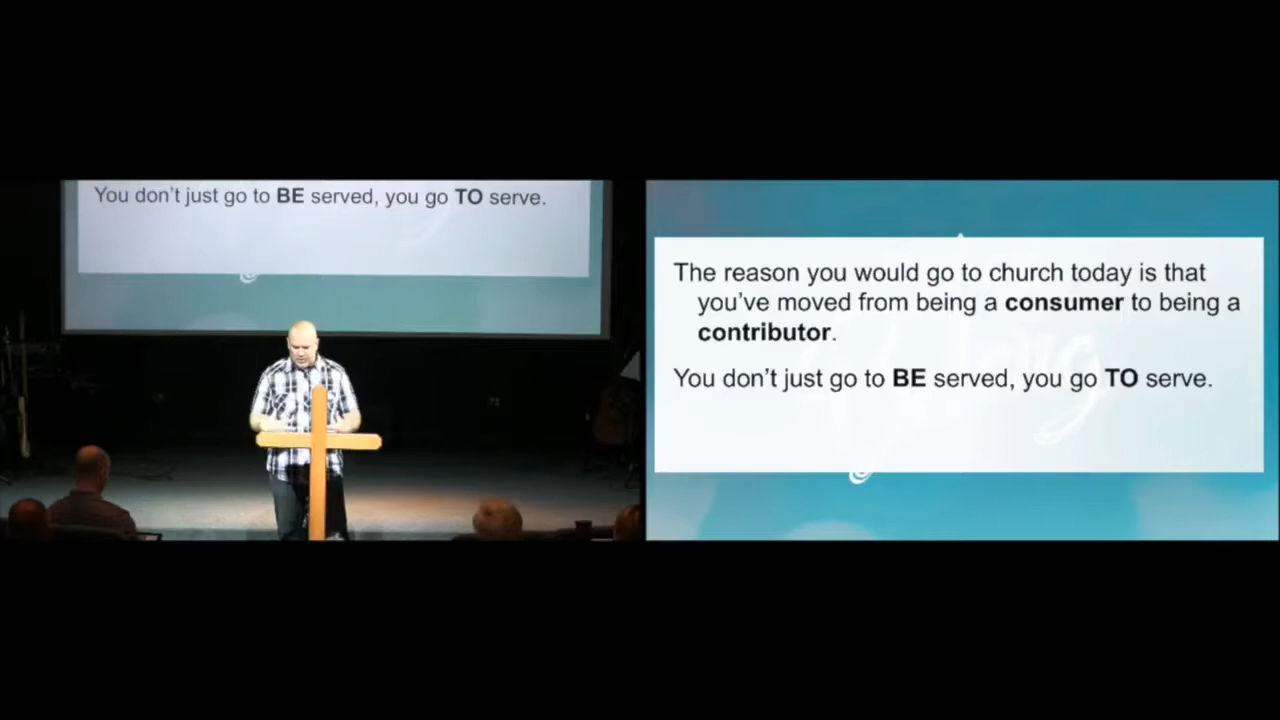 You don't just go to BE served, you go TO serve.
The reason you would go to church today is that
you've moved from being a consumer to being a
contributor.
You don't just go to BE served, you go TO serve.